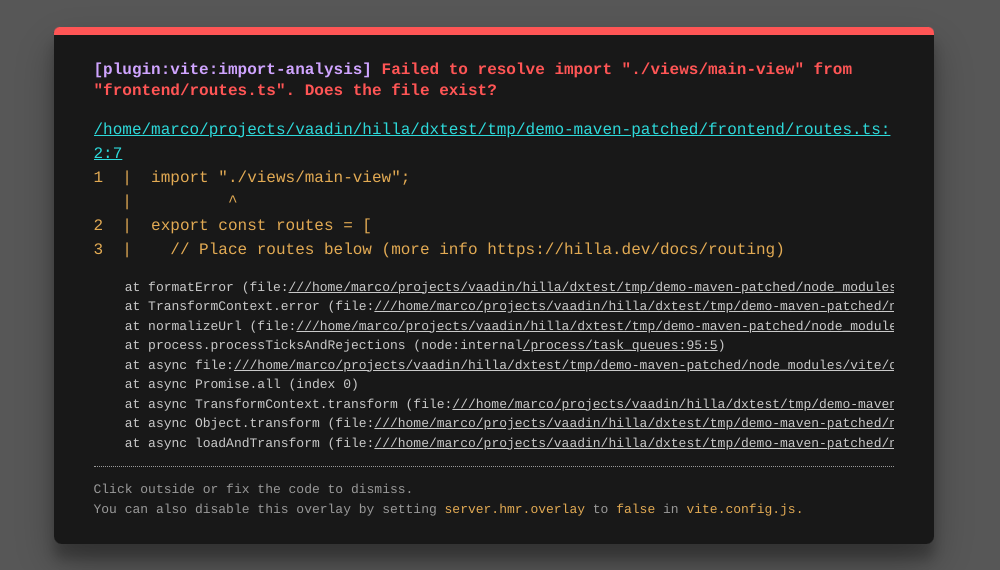 [plugin:vite:import-analysis] Failed to resolve import "./views/main-view" from
"frontend/routes.ts". Does the file exist?
/home/marco/projects/vaadin/hilla/dxtest/tmp/demo-maven-patched/frontend/routes.ts:
2:7
1  |  import "./views/main-view";
   |          ^
2  |  export const routes = [
3  |    // Place routes below (more info https://hilla.dev/docs/routing)
at formatError (file:///home/marco/projects/vaadin/hilla/dxtest/tmp/demo-maven-patched/node_modules
at TransformContext.error (file:///home/marco/projects/vaadin/hilla/dxtest/tmp/demo-maven-patched/n
at normalizeUrl (file:///home/marco/projects/vaadin/hilla/dxtest/tmp/demo-maven-patched/node_module
at process.processTicksAndRejections (node:internal/process/task_queues:95:5)
at async file:///home/marco/projects/vaadin/hilla/dxtest/tmp/demo-maven-patched/node_modules/vite/d
at async Promise.all (index 0)
at async TransformContext.transform (file:///home/marco/projects/vaadin/hilla/dxtest/tmp/demo-maven
at async Object.transform (file:///home/marco/projects/vaadin/hilla/dxtest/tmp/demo-maven-patched/n
at async loadAndTransform (file:///home/marco/projects/vaadin/hilla/dxtest/tmp/demo-maven-patched/n
Click outside or fix the code to dismiss.
You can also disable this overlay by setting server.hmr.overlay to false in vite.config.js.